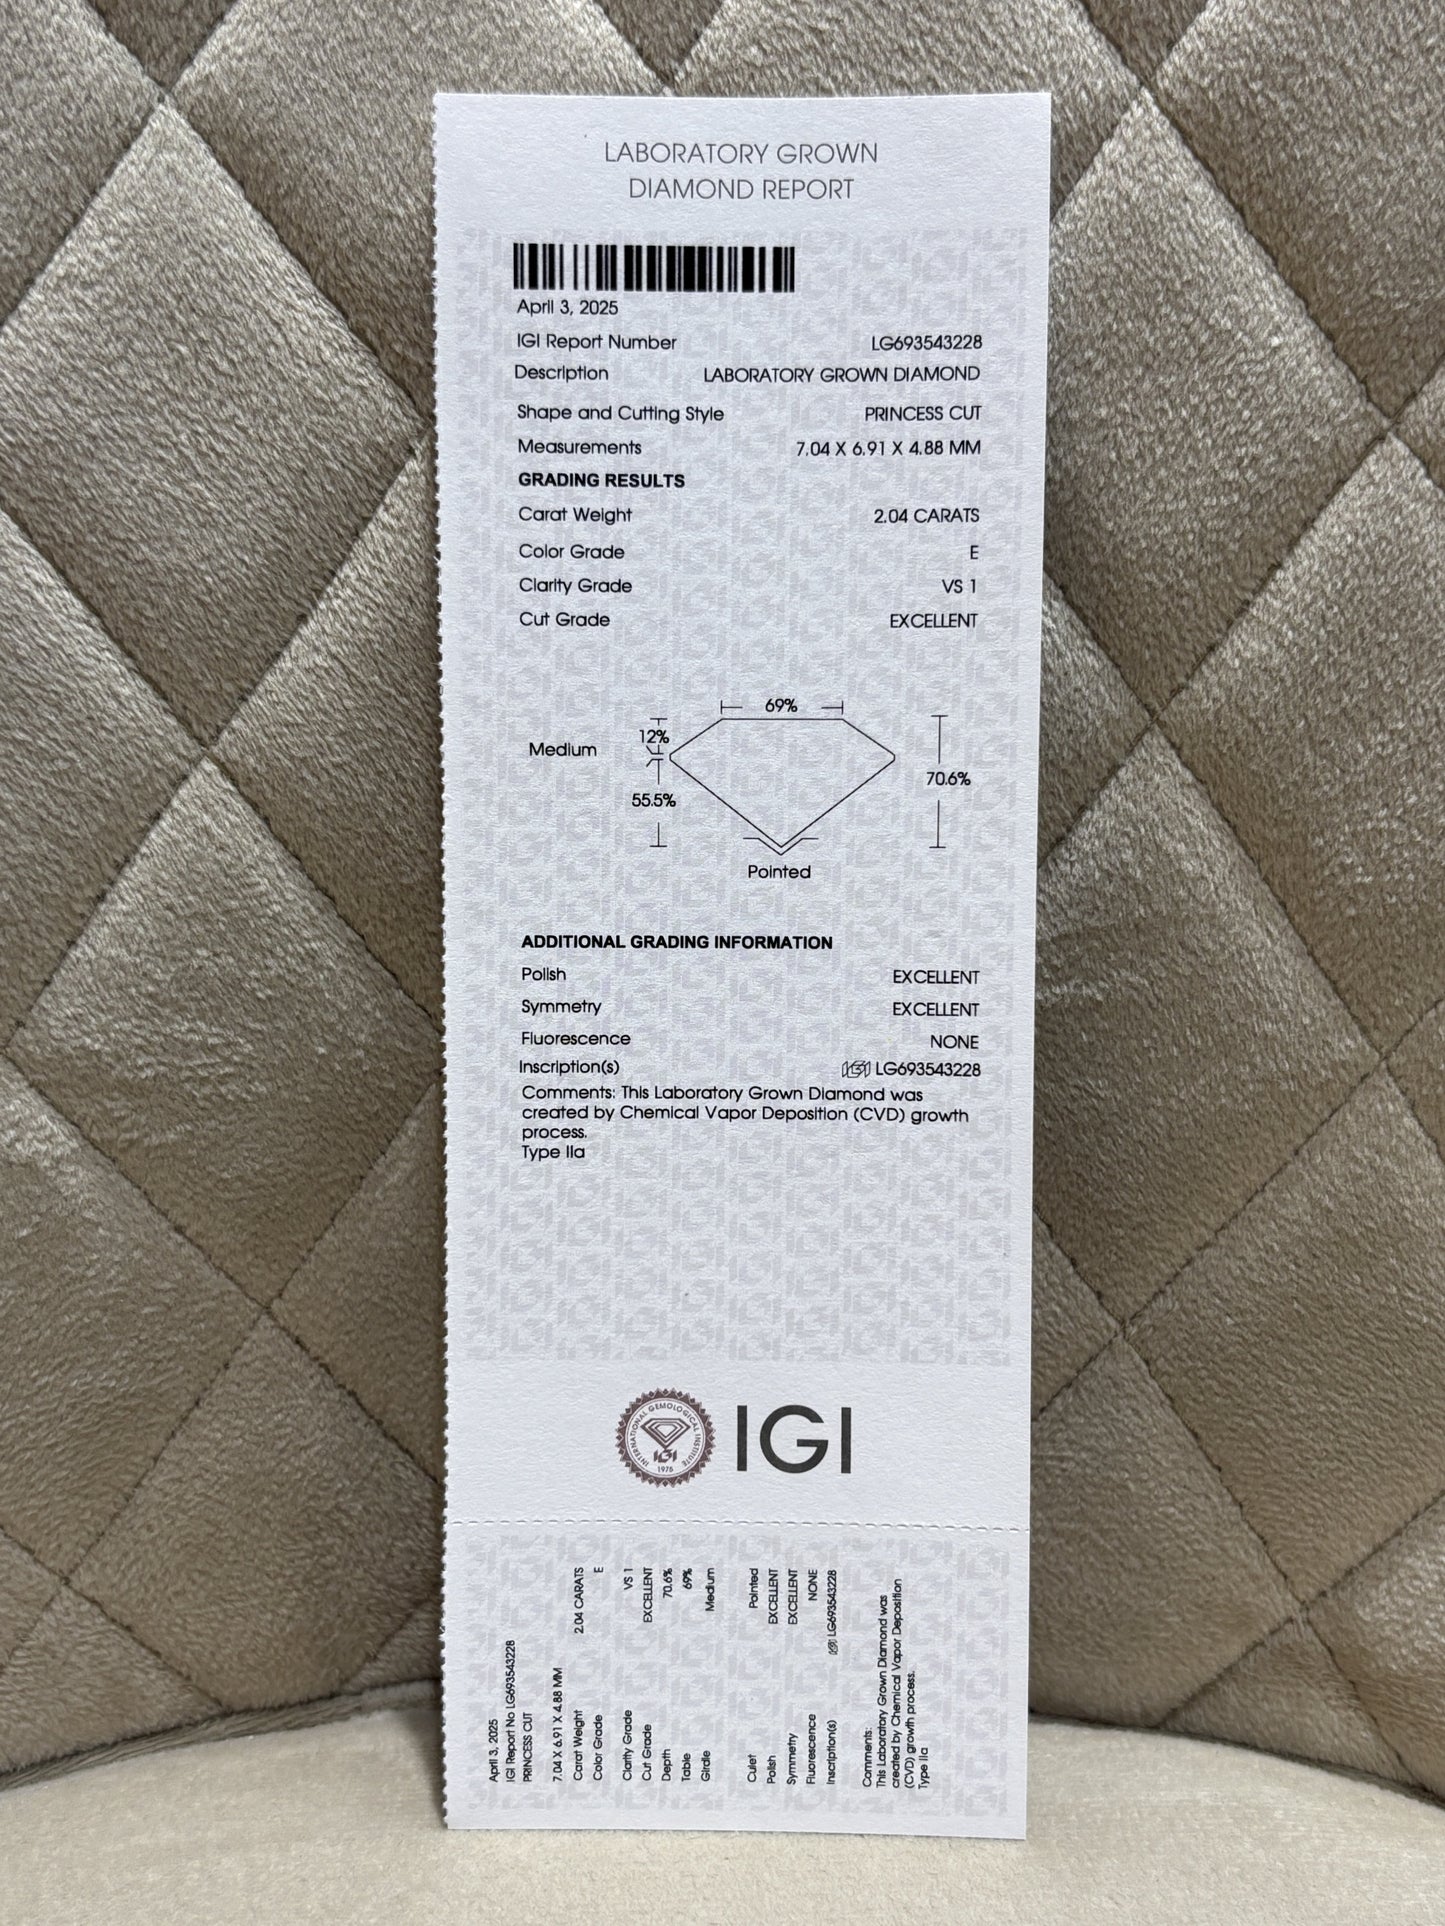 LABORATORY GROWN
DIAMOND REPORT
April 3, 2025
IGI Report Number LG693543228
Description LABORATORY GROWN DIAMOND
Shape and Cutting Style PRINCESS CUT
Measurements 7.04 X 6.91 X 4.88 MM
GRADING RESULTS
Carat Weight 2.04 CARATS
Color Grade E
Clarity Grade VS 1
Cut Grade EXCELLENT
69%
12%
Medium
70.6%
55.5%
Pointed
ADDITIONAL GRADING INFORMATION
Polish EXCELLENT
Symmetry EXCELLENT
Fluorescence NONE
Inscription(s) IGI LG693543228
Comments: This Laboratory Grown Diamond was
created by Chemical Vapor Deposition (CVD) growth
process.
Type IIa
INTERNATIONAL GEMOLOGICAL INSTITUTE
IGI
1975
IGI
April 3, 2025
IGI Report No LG693543228
PRINCESS CUT
7.04 X 6.91 X 4.88 MM
Carat Weight 2.04 CARATS
Color Grade E
Clarity Grade VS 1
Cut Grade EXCELLENT
Depth 70.6%
Table 69%
Girdle Medium
Culet Pointed
Polish EXCELLENT
Symmetry EXCELLENT
Fluorescence NONE
Inscription(s) IGI LG693543228
Comments:
This Laboratory Grown Diamond was
created by Chemical Vapor Deposition
(CVD) growth process.
Type IIa